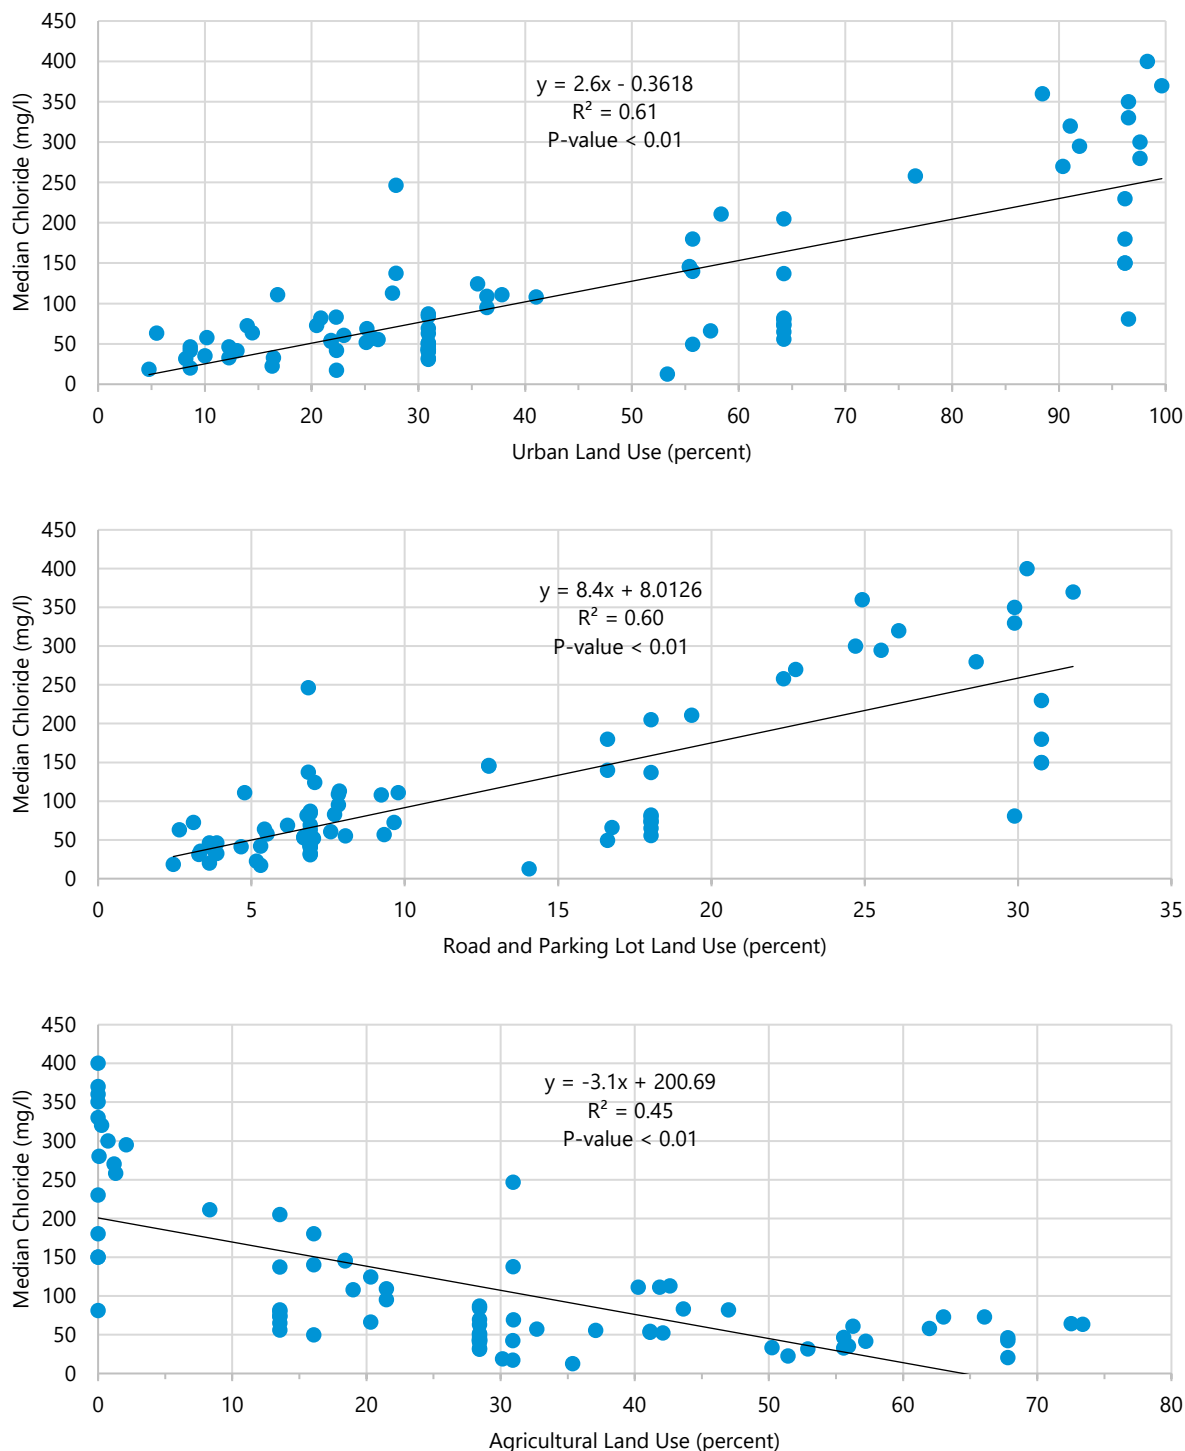 450
400
350
300
250
200
150
100
50
0
Median Chloride (mg/l)
y = 2.6x - 0.3618
R² = 0.61
P-value < 0.01
0 10 20 30 40 50 60 70 80 90 100
Urban Land Use (percent)
450
400
350
300
250
200
150
100
50
0
Median Chloride (mg/l)
y = 8.4x + 8.0126
R² = 0.60
P-value < 0.01
0 5 10 15 20 25 30 35
Road and Parking Lot Land Use (percent)
450
400
350
300
250
200
150
100
50
0
Median Chloride (mg/l)
y = -3.1x + 200.69
R² = 0.45
P-value < 0.01
0 10 20 30 40 50 60 70 80
Agricultural Land Use (percent)